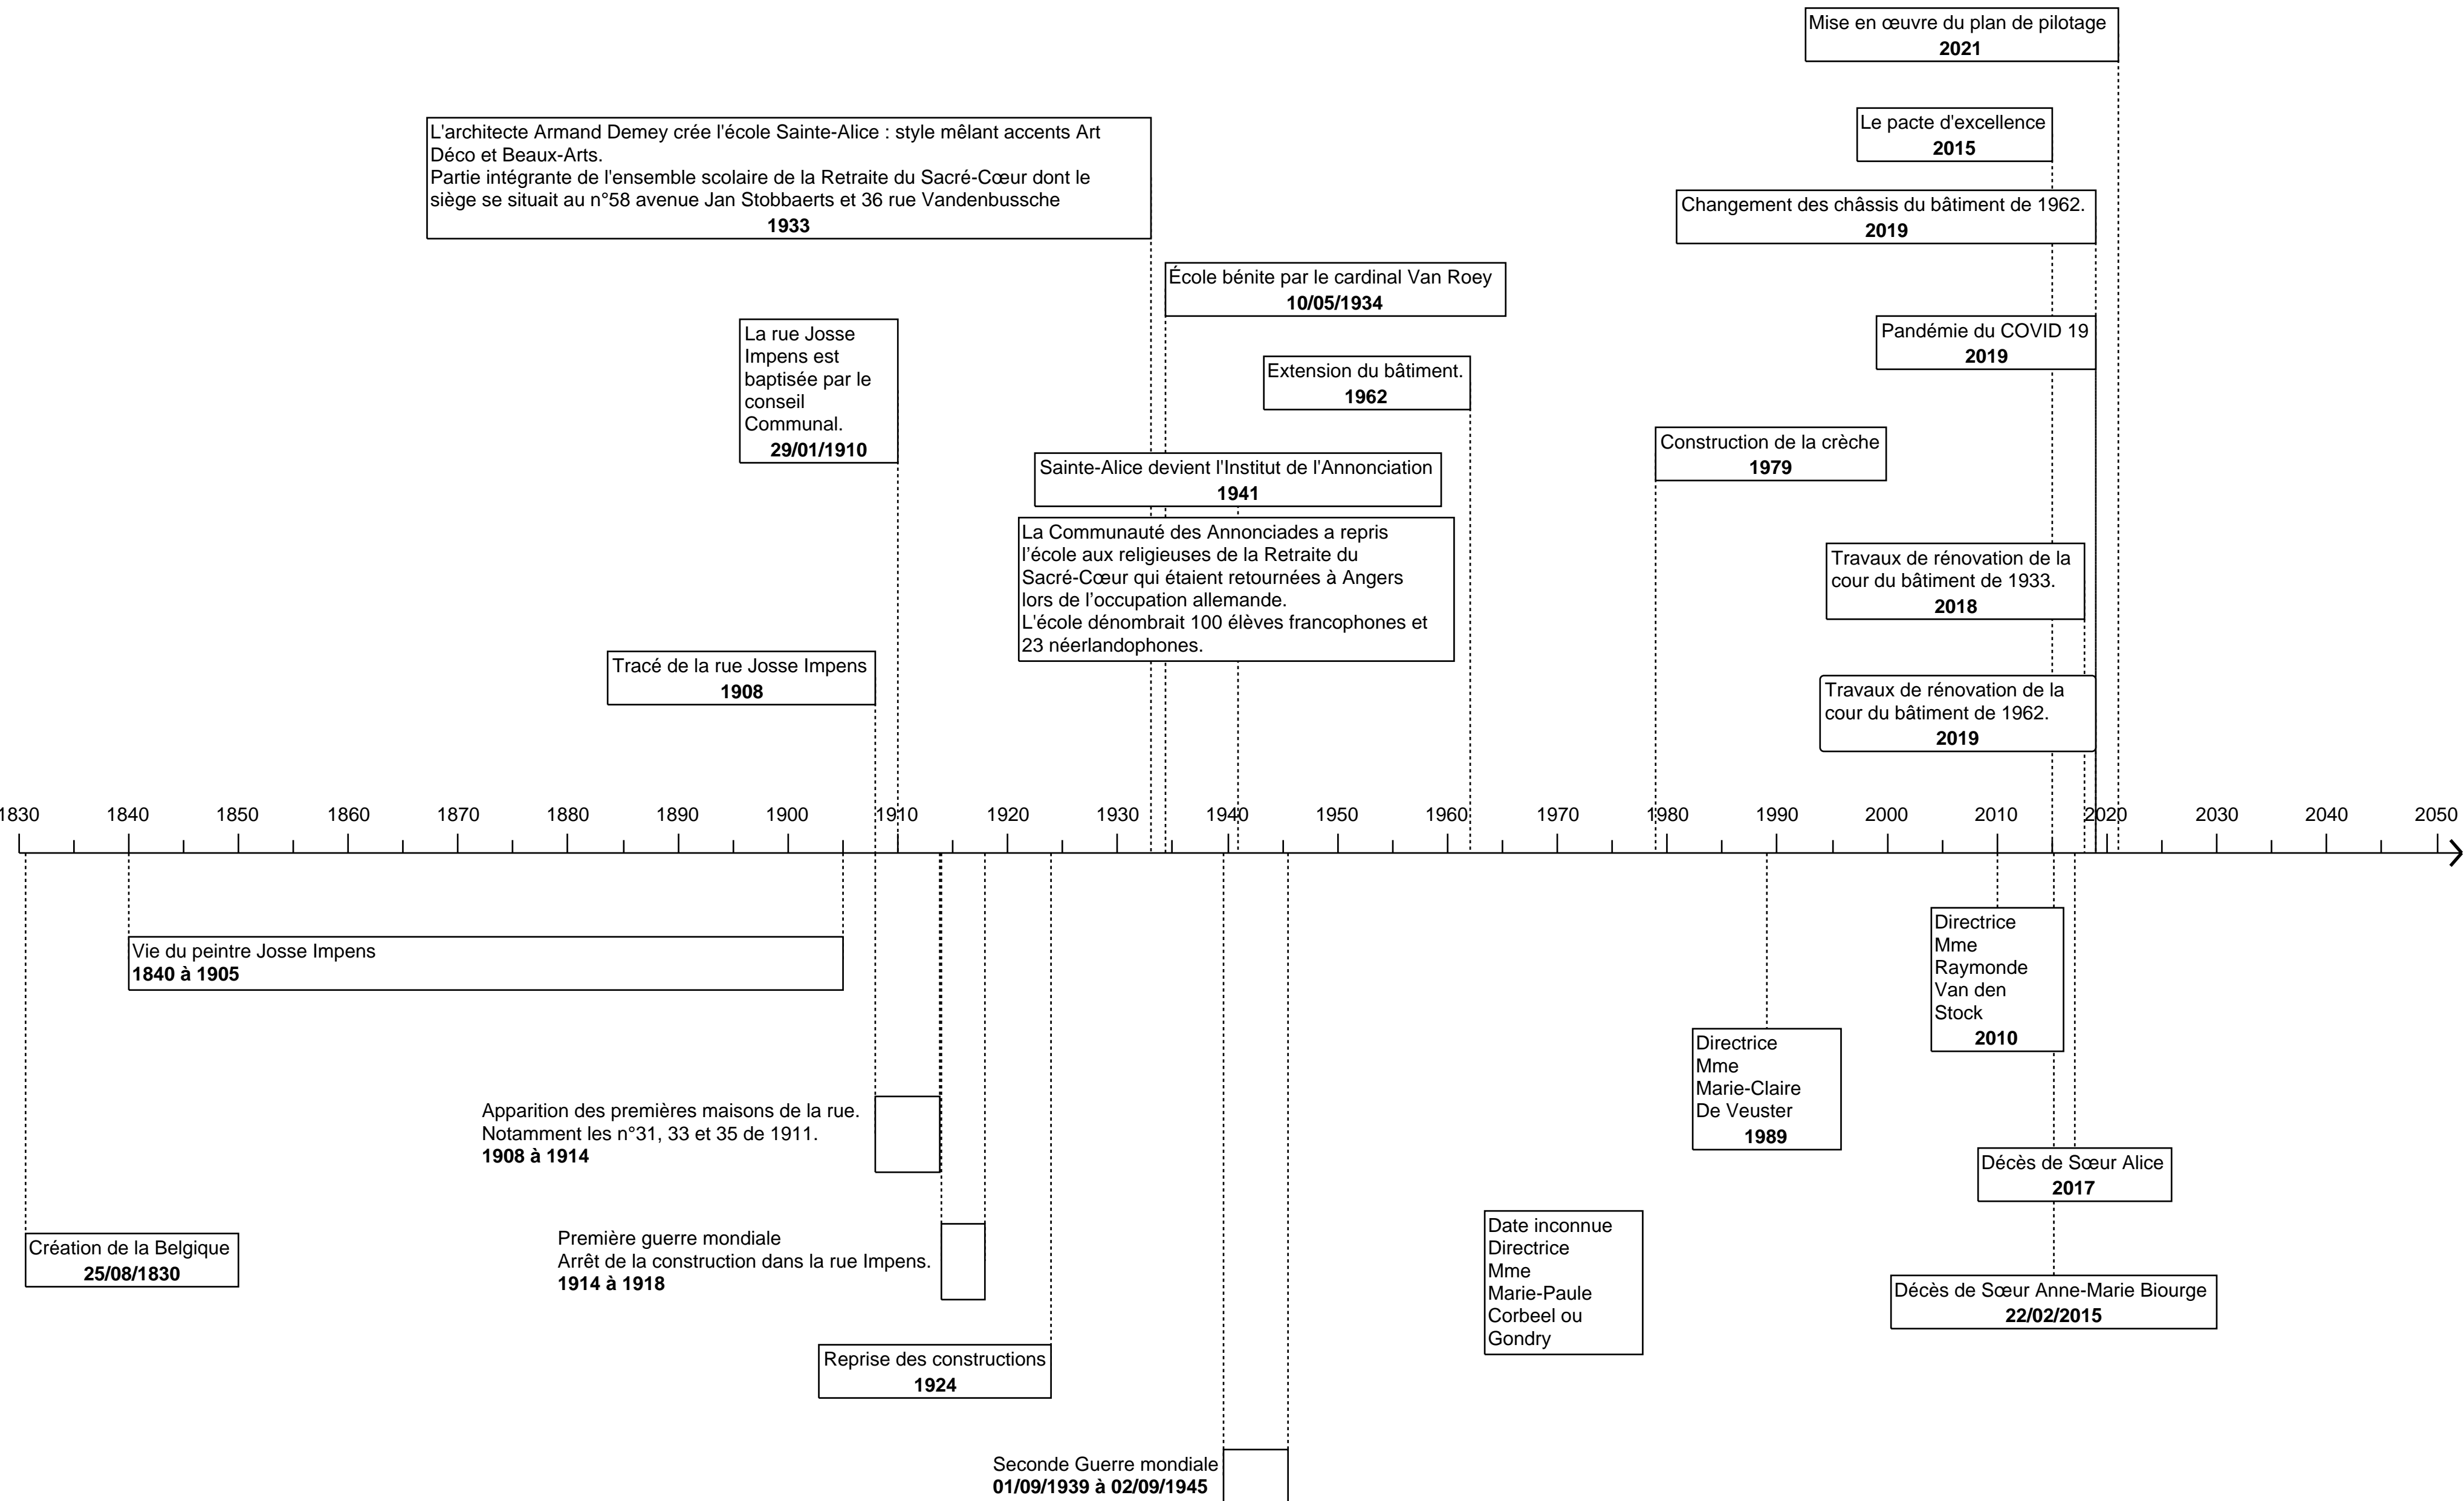 Mise en œuvre du plan de pilotage
2021
L'architecte Armand Demey crée l'école Sainte-Alice : style mêlant accents Art
Déco et Beaux-Arts.
Partie intégrante de l'ensemble scolaire de la Retraite du Sacré-Cœur dont le
siège se situait au n°58 avenue Jan Stobbaerts et 36 rue Vandenbussche
1933
Le pacte d'excellence
2015
Changement des châssis du bâtiment de 1962.
2019
École bénite par le cardinal Van Roey
10/05/1934
La rue Josse
Impens est
baptisée par le
conseil
Communal.
29/01/1910
Pandémie du COVID 19
2019
Extension du bâtiment.
1962
Construction de la crèche
1979
Sainte-Alice devient l'Institut de l'Annonciation
1941
La Communauté des Annonciades a repris
l’école aux religieuses de la Retraite du
Sacré-Cœur qui étaient retournées à Angers
lors de l’occupation allemande.
L'école dénombrait 100 élèves francophones et
23 néerlandophones.
Travaux de rénovation de la
cour du bâtiment de 1933.
2018
Tracé de la rue Josse Impens
1908
Travaux de rénovation de la
cour du bâtiment de 1962.
2019
1830 1840 1850 1860 1870 1880 1890 1900 1910 1920 1930 1940 1950 1960 1970 1980 1990 2000 2010 2020 2030 2040 2050
Vie du peintre Josse Impens
1840 à 1905
Directrice
Mme
Raymonde
Van den
Stock
2010
Directrice
Mme
Marie-Claire
De Veuster
1989
Apparition des premières maisons de la rue.
Notamment les n°31, 33 et 35 de 1911.
1908 à 1914
Décès de Sœur Alice
2017
Date inconnue
Directrice
Mme
Marie-Paule
Corbeel ou
Gondry
Première guerre mondiale
Arrêt de la construction dans la rue Impens.
1914 à 1918
Création de la Belgique
25/08/1830
Décès de Sœur Anne-Marie Biourge
22/02/2015
Reprise des constructions
1924
Seconde Guerre mondiale
01/09/1939 à 02/09/1945